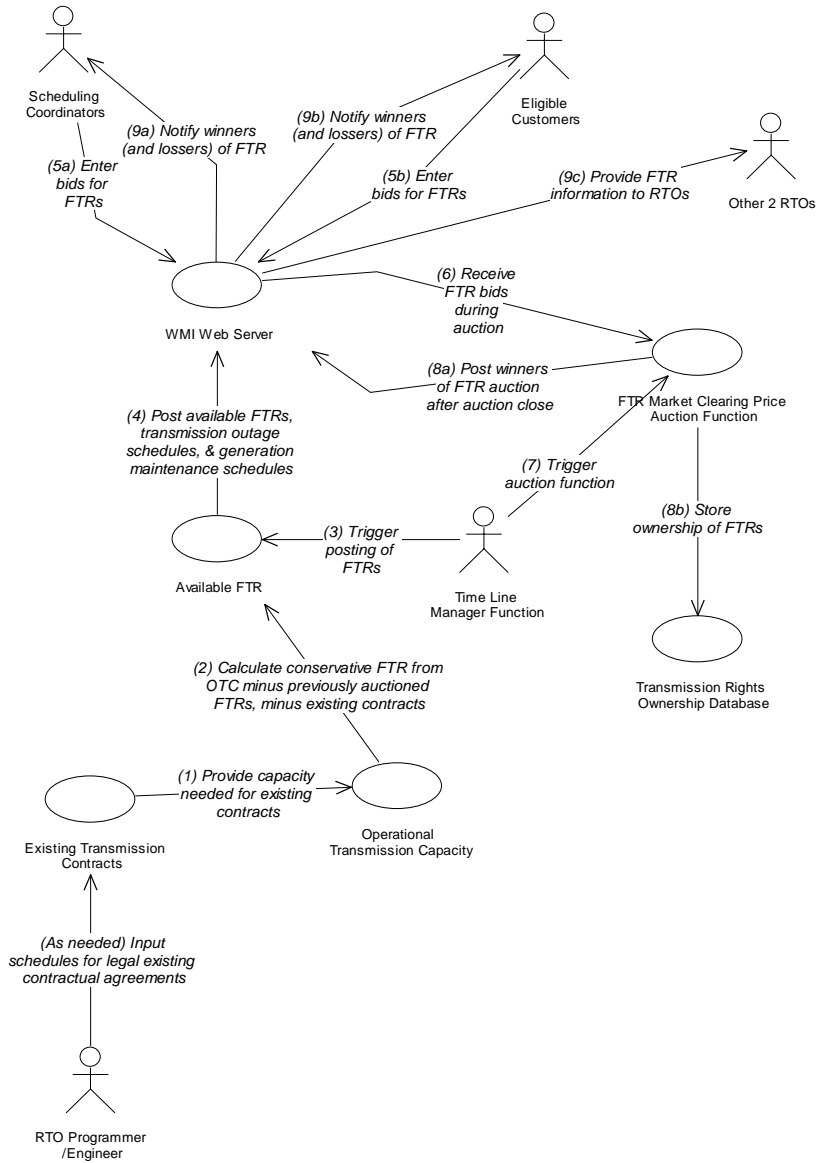 Scheduling
Coordinators
(9a) Notify winners
(and lossers) of FTR
(5a) Enter
bids for
FTRs
(9b) Notify winners
(and lossers) of FTR
Eligible
Customers
(5b) Enter
bids for FTRs
(9c) Provide FTR
information to RTOs
Other 2 RTOs
WMI Web Server
(6) Receive
FTR bids
during
auction
(8a) Post winners
of FTR auction
after auction close
FTR Market Clearing Price
Auction Function
(4) Post available FTRs,
transmission outage
schedules, & generation
maintenance schedules
(7) Trigger
auction function
(8b) Store
ownership of FTRs
(3) Trigger
posting of
FTRs
Available FTR
Time Line
Manager Function
Transmission Rights
Ownership Database
(2) Calculate conservative FTR from
OTC minus previously auctioned
FTRs, minus existing contracts
(1) Provide capacity
needed for existing
contracts
Existing Transmission
Contracts
Operational
Transmission Capacity
(As needed) Input
schedules for legal existing
contractual agreements
RTO Programmer
/Engineer